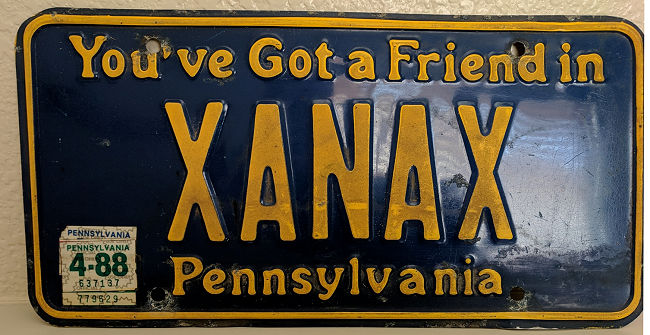 You've Got a Friend in
XANAX
PENNSYLVANIA
PENNSYLVANIA
4-88
637137
779629
Pennsylvania